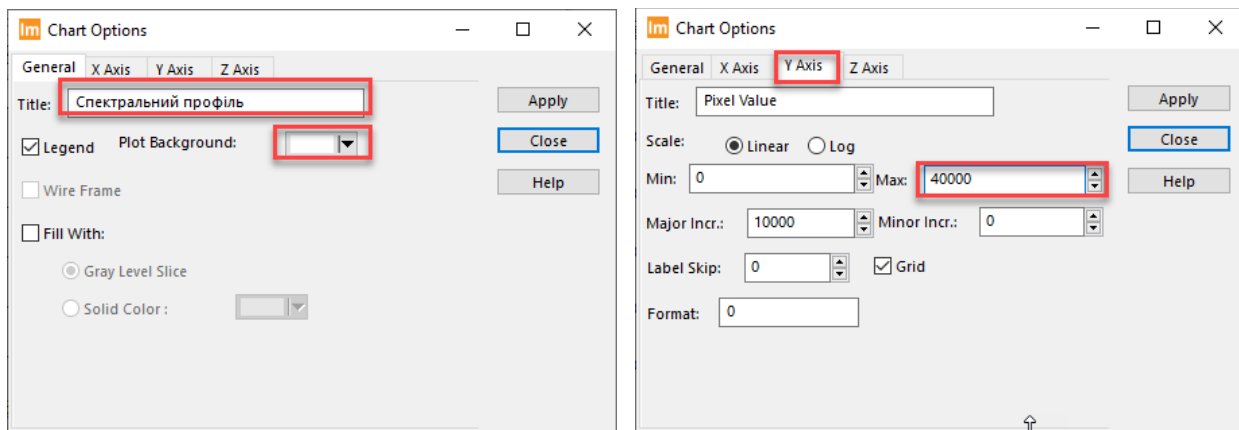 Im Chart Options
General X Axis Y Axis Z Axis
Title: Спектральний профіль
Apply
Legend Plot Background:
Close
Wire Frame
Help
Fill With:
Gray Level Slice
Solid Color :
Im Chart Options
General X Axis Y Axis Z Axis
Title: Pixel Value
Apply
Scale: Linear Log
Close
Min: 0 Max: 40000
Help
Major Incr.: 10000 Minor Incr.: 0
Label Skip: 0 Grid
Format: 0